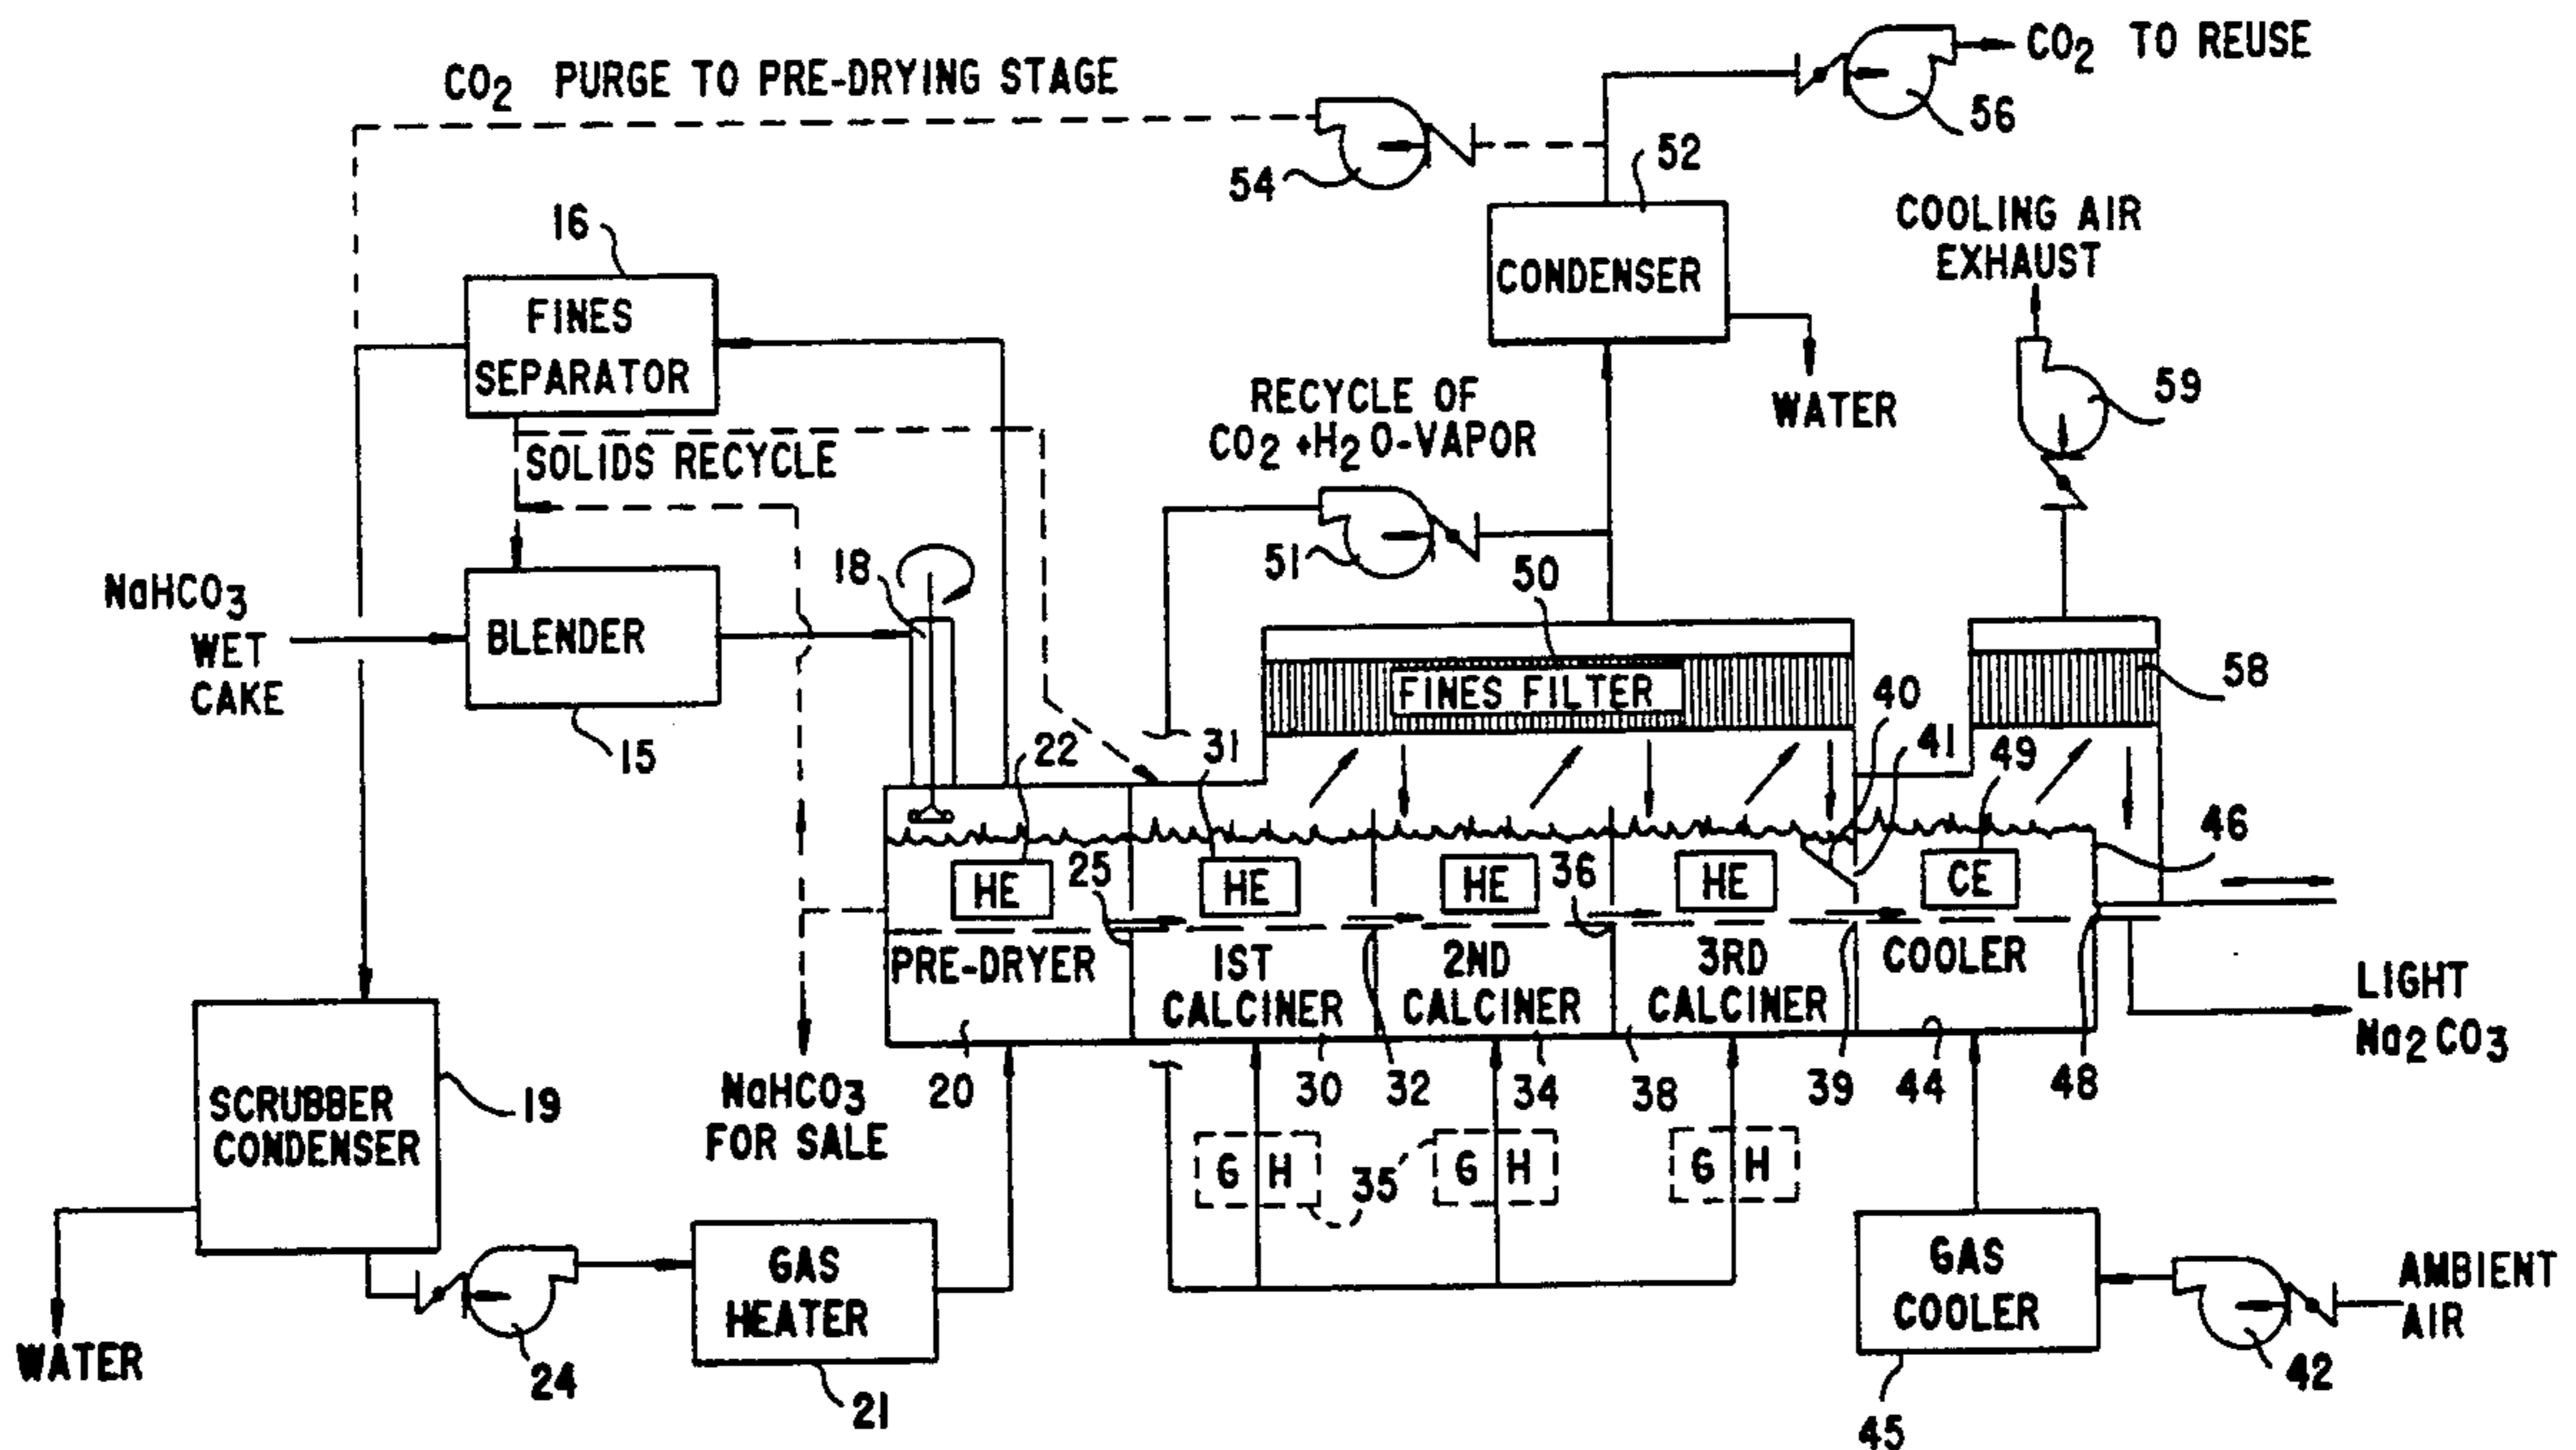 CO2 PURGE TO PRE-DRYING STAGE
CO2 TO REUSE
56
54
52
16
COOLING AIR
EXHAUST
CONDENSER
FINES
SEPARATOR
59
RECYCLE OF
CO2 +H2O-VAPOR
WATER
SOLIDS RECYCLE
51
50
18
NaHCO3
WET
CAKE
BLENDER
15
FINES FILTER
58
40
41
22
31
49
46
25
HE
HE
HE
36
HE
CE
PRE-DRYER
1ST
CALCINER
2ND
CALCINER
3RD
CALCINER
COOLER
LIGHT
Na2CO3
20
30
32
34
38
39
44
48
NaHCO3
FOR SALE
SCRUBBER
CONDENSER
19
G H
35
G H
G H
GAS
HEATER
GAS
COOLER
AMBIENT
AIR
WATER
24
21
42
45